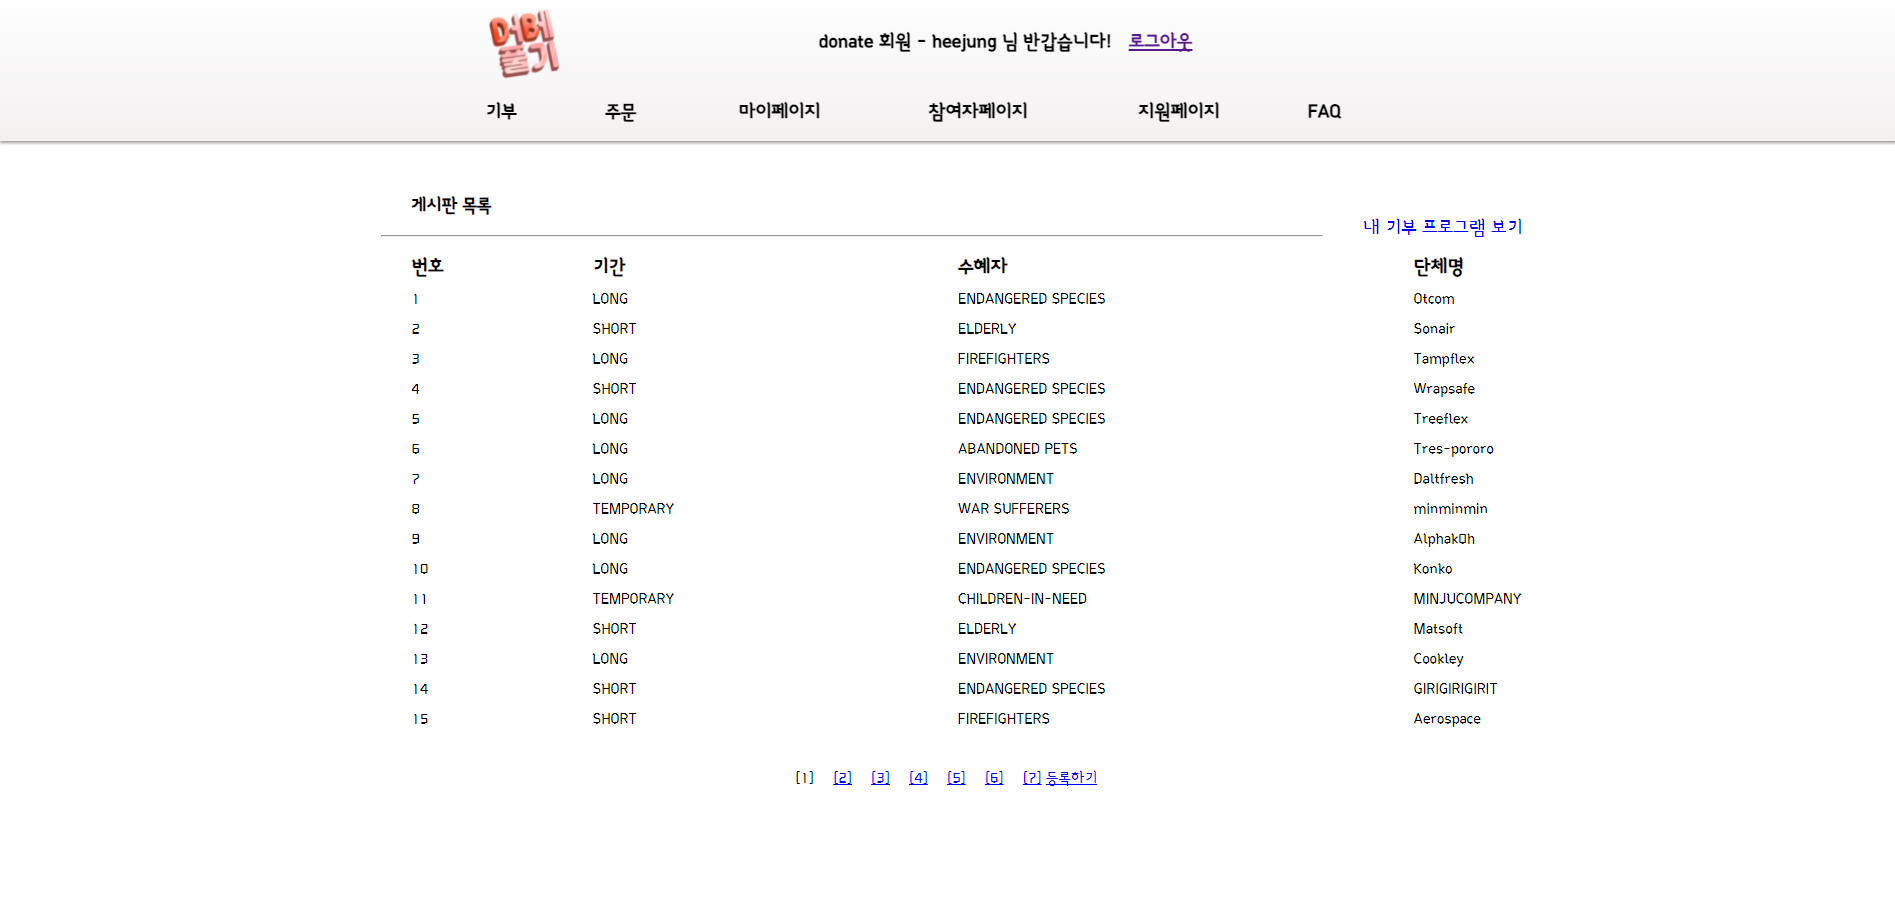 더베풀기
donate 회원 - heejung 님 반갑습니다! 로그아웃
기부 주문 마이페이지 참여자페이지 지원페이지 FAQ
게시판 목록
내 기부 프로그램 보기
번호 기간 수혜자 단체명
1 LONG ENDANGERED SPECIES Otcom
2 SHORT ELDERLY Sonair
3 LONG FIREFIGHTERS Tampflex
4 SHORT ENDANGERED SPECIES Wrapsafe
5 LONG ENDANGERED SPECIES Treeflex
6 LONG ABANDONED PETS Tres-pororo
7 LONG ENVIRONMENT Daltfresh
8 TEMPORARY WAR SUFFERERS minminmin
9 LONG ENVIRONMENT Alphak0h
10 LONG ENDANGERED SPECIES Konko
11 TEMPORARY CHILDREN-IN-NEED MINJUCOMPANY
12 SHORT ELDERLY Matsoft
13 LONG ENVIRONMENT Cookley
14 SHORT ENDANGERED SPECIES GIRIGIRIGIRIT
15 SHORT FIREFIGHTERS Aerospace
[1] [2] [3] [4] [5] [6] [7] 등록하기